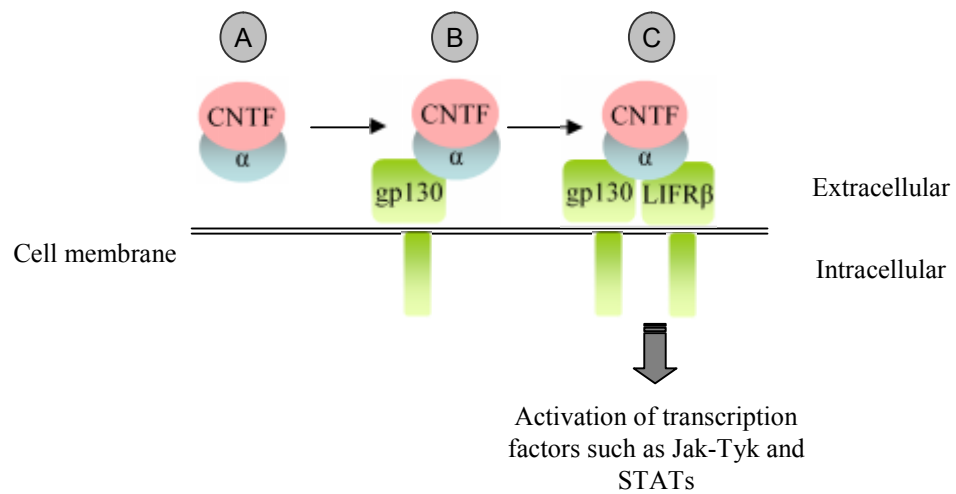 A
B
C
CNTF
α
CNTF
α
gp130
CNTF
α
gp130
LIFRβ
Extracellular
Cell membrane
Intracellular
Activation of transcription
factors such as Jak-Tyk and
STATs